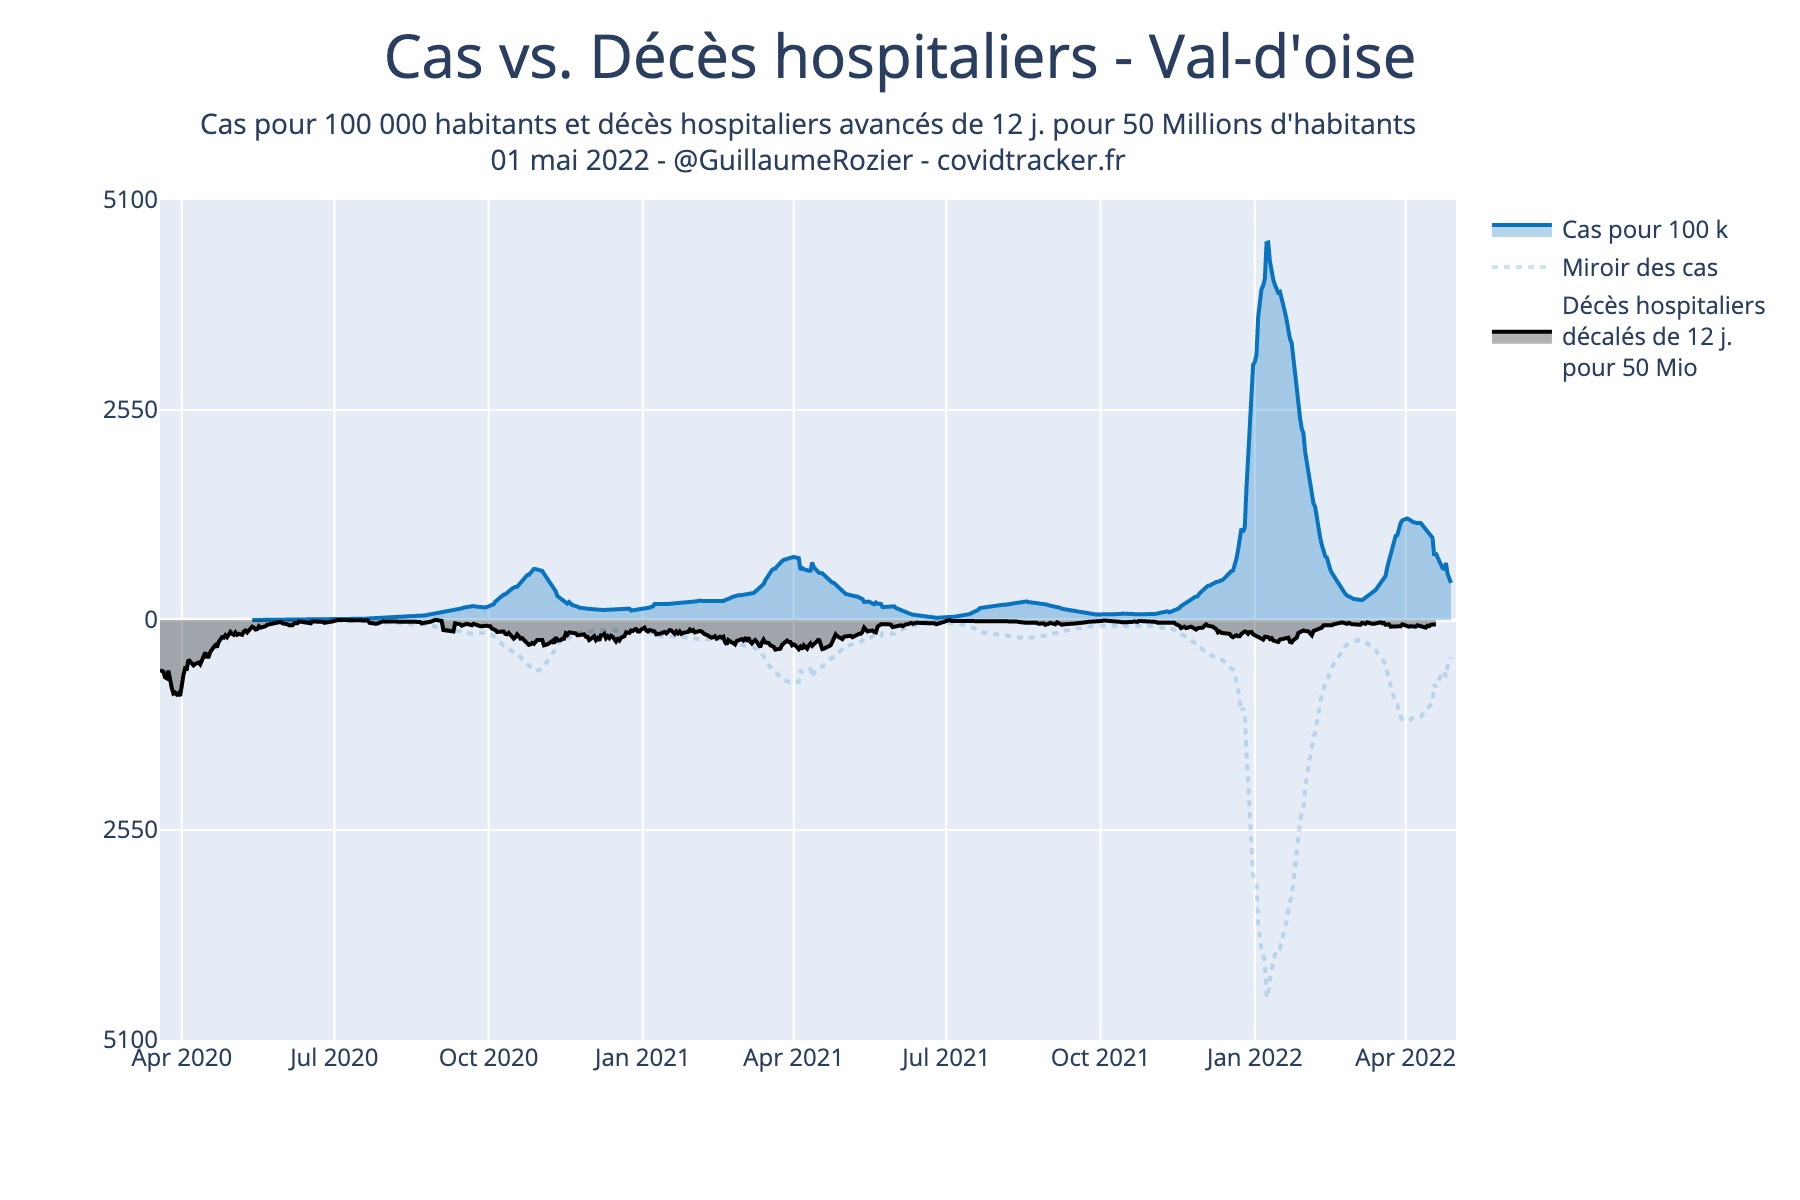 Cas vs. Décès hospitaliers - Val-d'oise
Cas pour 100 000 habitants et décès hospitaliers avancés de 12 j. pour 50 Millions d'habitants
01 mai 2022 - @GuillaumeRozier - covidtracker.fr
5100
2550
0
2550
5100
Apr 2020
Jul 2020
Oct 2020
Jan 2021
Apr 2021
Jul 2021
Oct 2021
Jan 2022
Apr 2022
Cas pour 100 k
Miroir des cas
Décès hospitaliers
décalés de 12 j.
pour 50 Mio